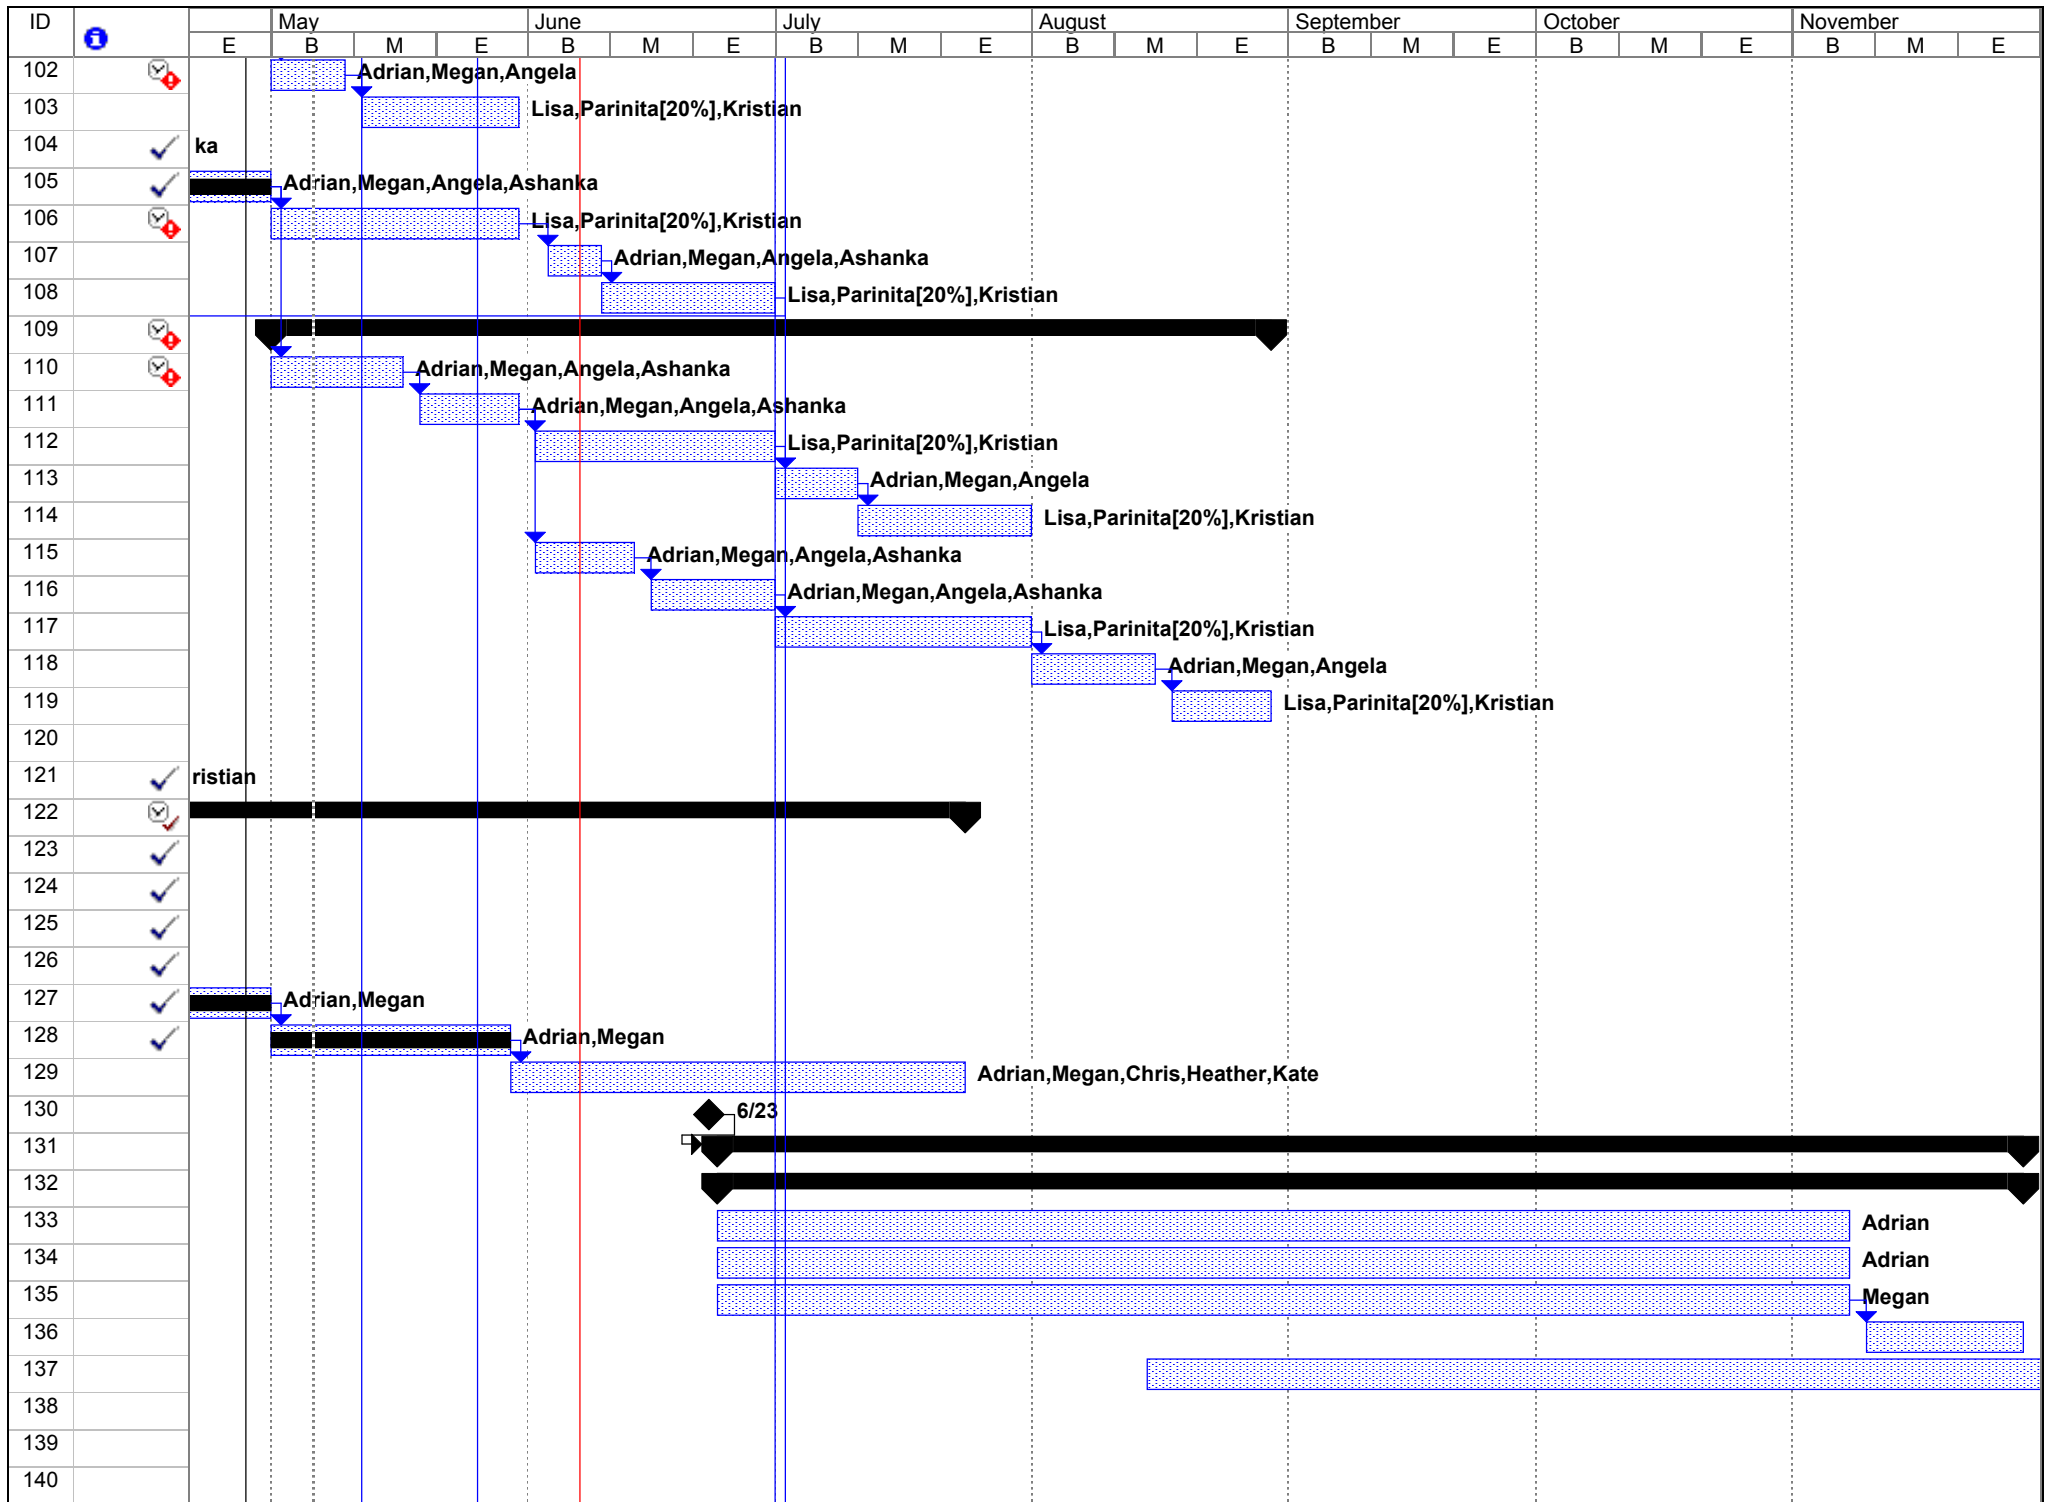 ID May June July August September October November
E B M E B M E B M E B M E B M E B M E B M E
102 Adrian,Megan,Angela
103 Lisa,Parinita[20%],Kristian
104 ka
105 Adrian,Megan,Angela,Ashanka
106 Lisa,Parinita[20%],Kristian
107 Adrian,Megan,Angela,Ashanka
108 Lisa,Parinita[20%],Kristian
109
110 Adrian,Megan,Angela,Ashanka
111 Adrian,Megan,Angela,Ashanka
112 Lisa,Parinita[20%],Kristian
113 Adrian,Megan,Angela
114 Lisa,Parinita[20%],Kristian
115 Adrian,Megan,Angela,Ashanka
116 Adrian,Megan,Angela,Ashanka
117 Lisa,Parinita[20%],Kristian
118 Adrian,Megan,Angela
119 Lisa,Parinita[20%],Kristian
120
121 ristian
122
123
124
125
126
127 Adrian,Megan
128 Adrian,Megan
129 Adrian,Megan,Chris,Heather,Kate
130 6/23
131
132
133 Adrian
134 Adrian
135 Megan
136
137
138
139
140